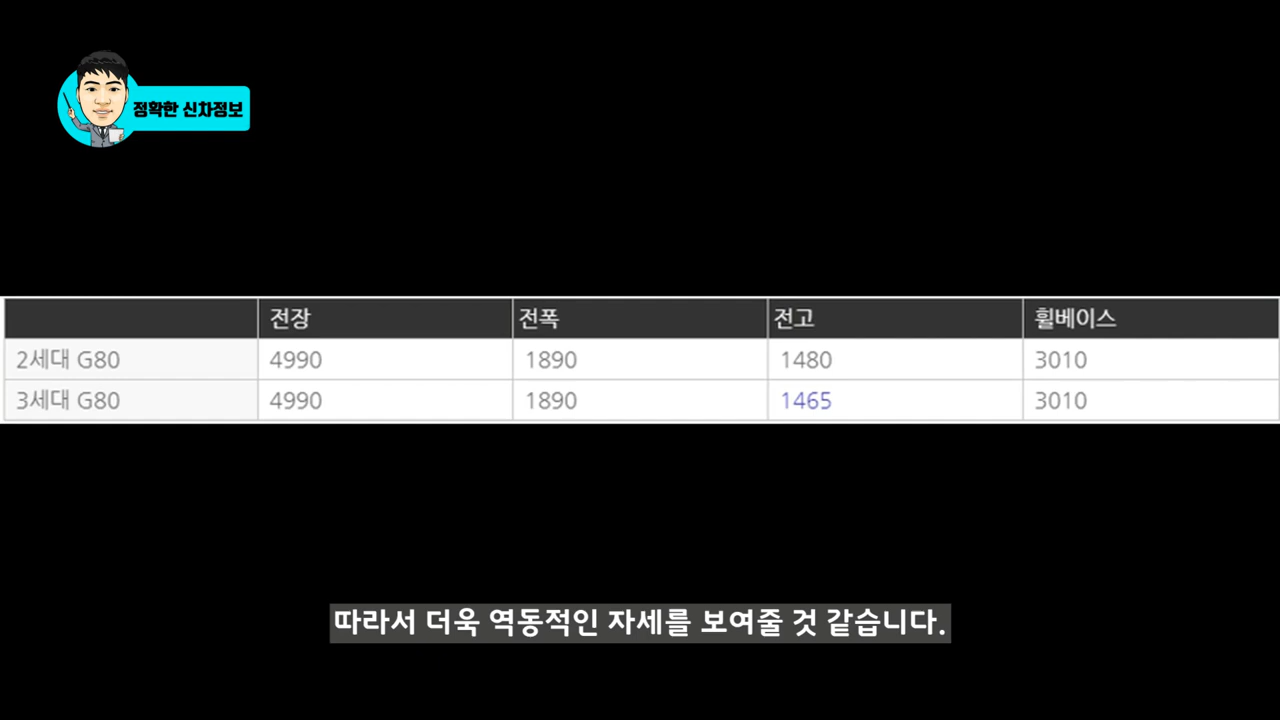 정확한 신차정보
전장 전폭 전고 휠베이스
2세대 G80 4990 1890 1480 3010
3세대 G80 4990 1890 1465 3010
따라서 더욱 역동적인 자세를 보여줄 것 같습니다.